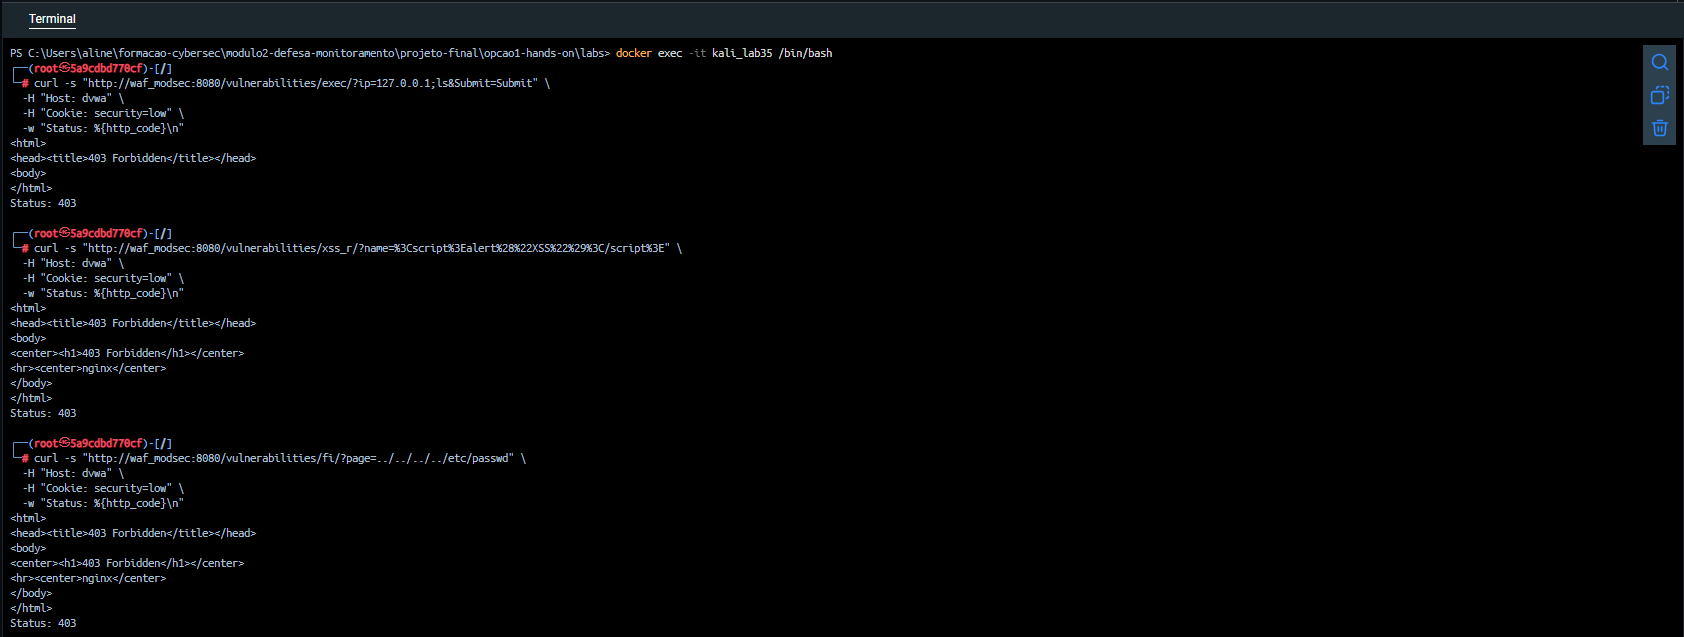 Terminal
PS C:\Users\aline\formacao-cybersec\modulo2-defesa-monitoramento\projeto-final\opcao1-hands-on\labs> docker exec -it kali_lab35 /bin/bash
┌──(root㉿5a9cdbd770cf)-[/]
└─# curl -s "http://waf_modsec:8080/vulnerabilities/exec/?ip=127.0.0.1;ls&Submit=Submit" \
  -H "Host: dvwa" \
  -H "Cookie: security=low" \
  -w "Status: %{http_code}\n"
<html>
<head><title>403 Forbidden</title></head>
<body>
</html>
Status: 403
┌──(root㉿5a9cdbd770cf)-[/]
└─# curl -s "http://waf_modsec:8080/vulnerabilities/xss_r/?name=%3Cscript%3Ealert%28%22XSS%22%29%3C/script%3E" \
  -H "Host: dvwa" \
  -H "Cookie: security=low" \
  -w "Status: %{http_code}\n"
<html>
<head><title>403 Forbidden</title></head>
<body>
<center><h1>403 Forbidden</h1></center>
<hr><center>nginx</center>
</body>
</html>
Status: 403
┌──(root㉿5a9cdbd770cf)-[/]
└─# curl -s "http://waf_modsec:8080/vulnerabilities/fi/?page=../../../../etc/passwd" \
  -H "Host: dvwa" \
  -H "Cookie: security=low" \
  -w "Status: %{http_code}\n"
<html>
<head><title>403 Forbidden</title></head>
<body>
<center><h1>403 Forbidden</h1></center>
<hr><center>nginx</center>
</body>
</html>
Status: 403